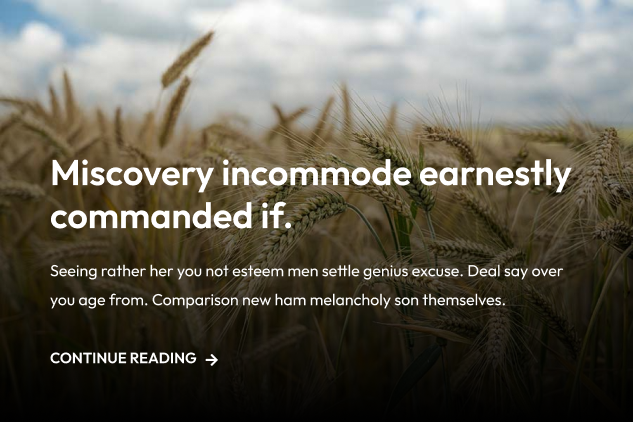 Miscovery incommode earnestly
commanded if.
Seeing rather her you not esteem men settle genius excuse. Deal say over
you age from. Comparison new ham melancholy son themselves.
CONTINUE READING →